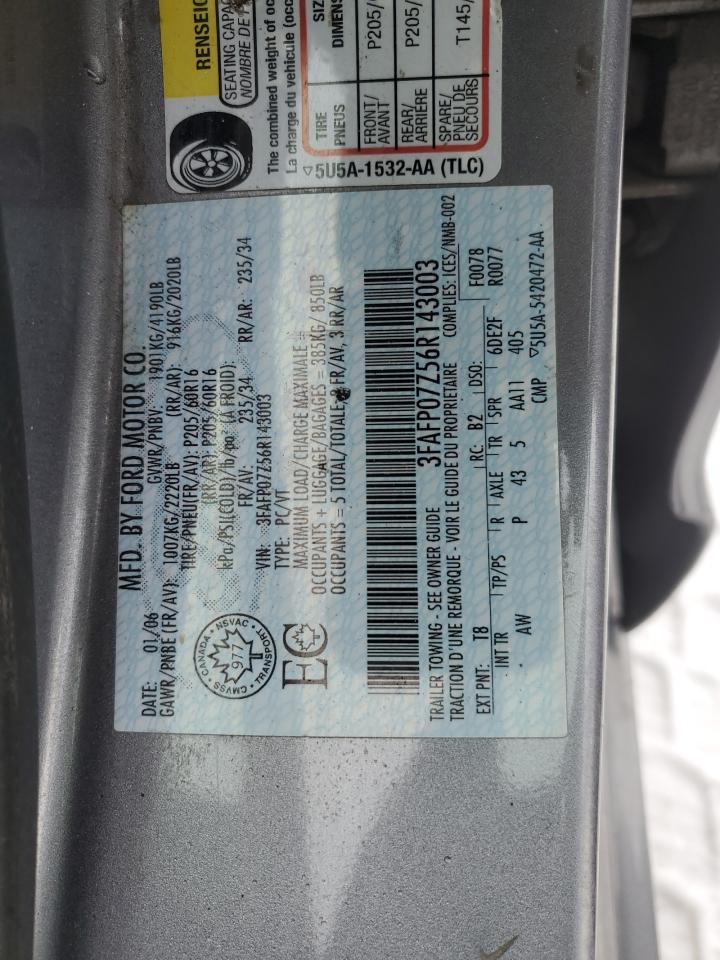 RENSEIG
SEATING CAPA
NOMBRE DE P
The combined weight of oc
La charge du véhicule (occ
TIRE
PNEUS
SIZ
DIMENS
FRONT/
AVANT
P205/
REAR/
ARRIÈRE
P205/
SPARE/
PNEU DE
SECOURS
T145/
5U5A-1532-AA (TLC)
MFD. BY FORD MOTOR CO.
DATE: 01/06 GVWR/PNBV: 1901KG/4190LB
GAWR/PNBE (FR/AV): 1007KG/2220LB (RR/AR): 916KG/2020LB
TIRE/PNEU(FR/AV): P205/60R16
(RR/AR): P205/60R16
kPa/PSI(COLD)/lb/po² (À FROID):
FR/AV: 235/34 RR/AR: 235/34
VIN: 3FAFP07Z56R143003
TYPE: PC/VT
MAXIMUM LOAD/CHARGE MAXIMALE =
OCCUPANTS + LUGGAGE/BAGAGES = 385KG/ 850LB
OCCUPANTS = 5 TOTAL/TOTALE-2 FR/AV, 3 RR/AR
CANADA
NSVAC
TRANSPORT
CMVSS
977
EC
3FAFP07Z56R143003
TRAILER TOWING - SEE OWNER GUIDE
TRACTION D'UNE REMORQUE - VOIR LE GUIDE DU PROPRIÉTAIRE COMPLIES: ICES/NMB-002
EXT PNT: T8 RC: B2 DSO: F0078
INT TR TP/PS R AXLE TR SPR 6DE2F R0077
AW P 43 5 AA11 405
CMP 5U5A-5420472-AA